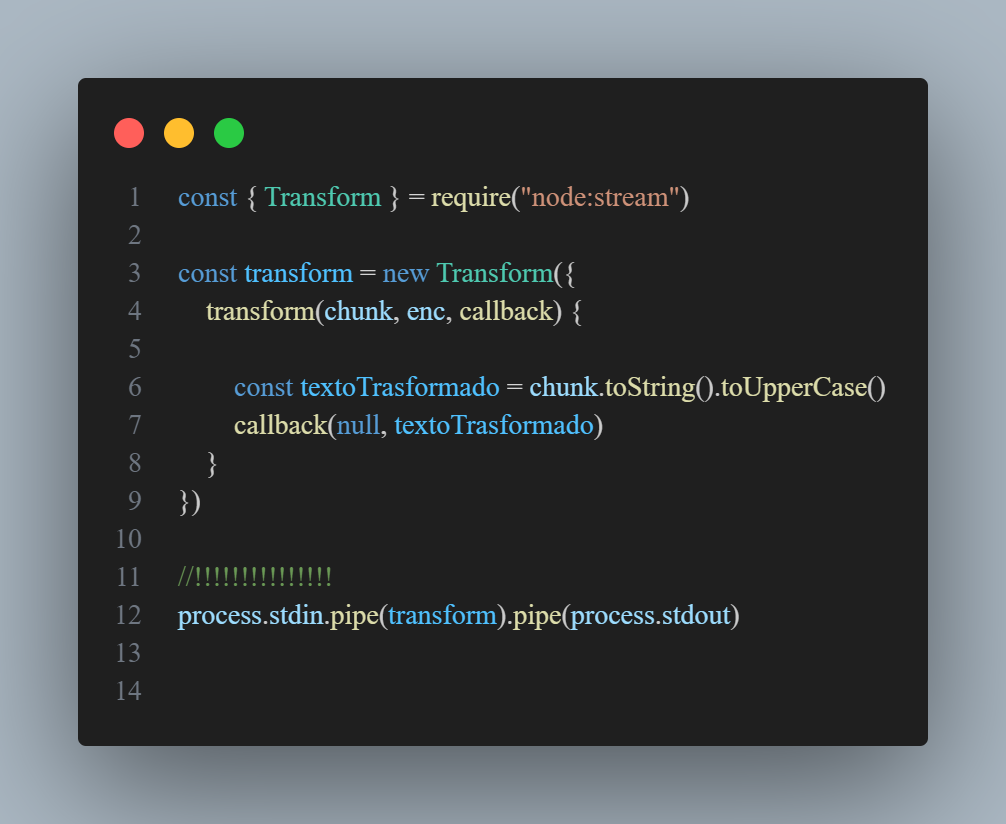 1 const { Transform } = require("node:stream")
2
3 const transform = new Transform({
4 transform(chunk, enc, callback) {
5
6 const textoTrasformado = chunk.toString().toUpperCase()
7 callback(null, textoTrasformado)
8 }
9 })
10
11 //!!!!!!!!!!!!!!!
12 process.stdin.pipe(transform).pipe(process.stdout)
13
14